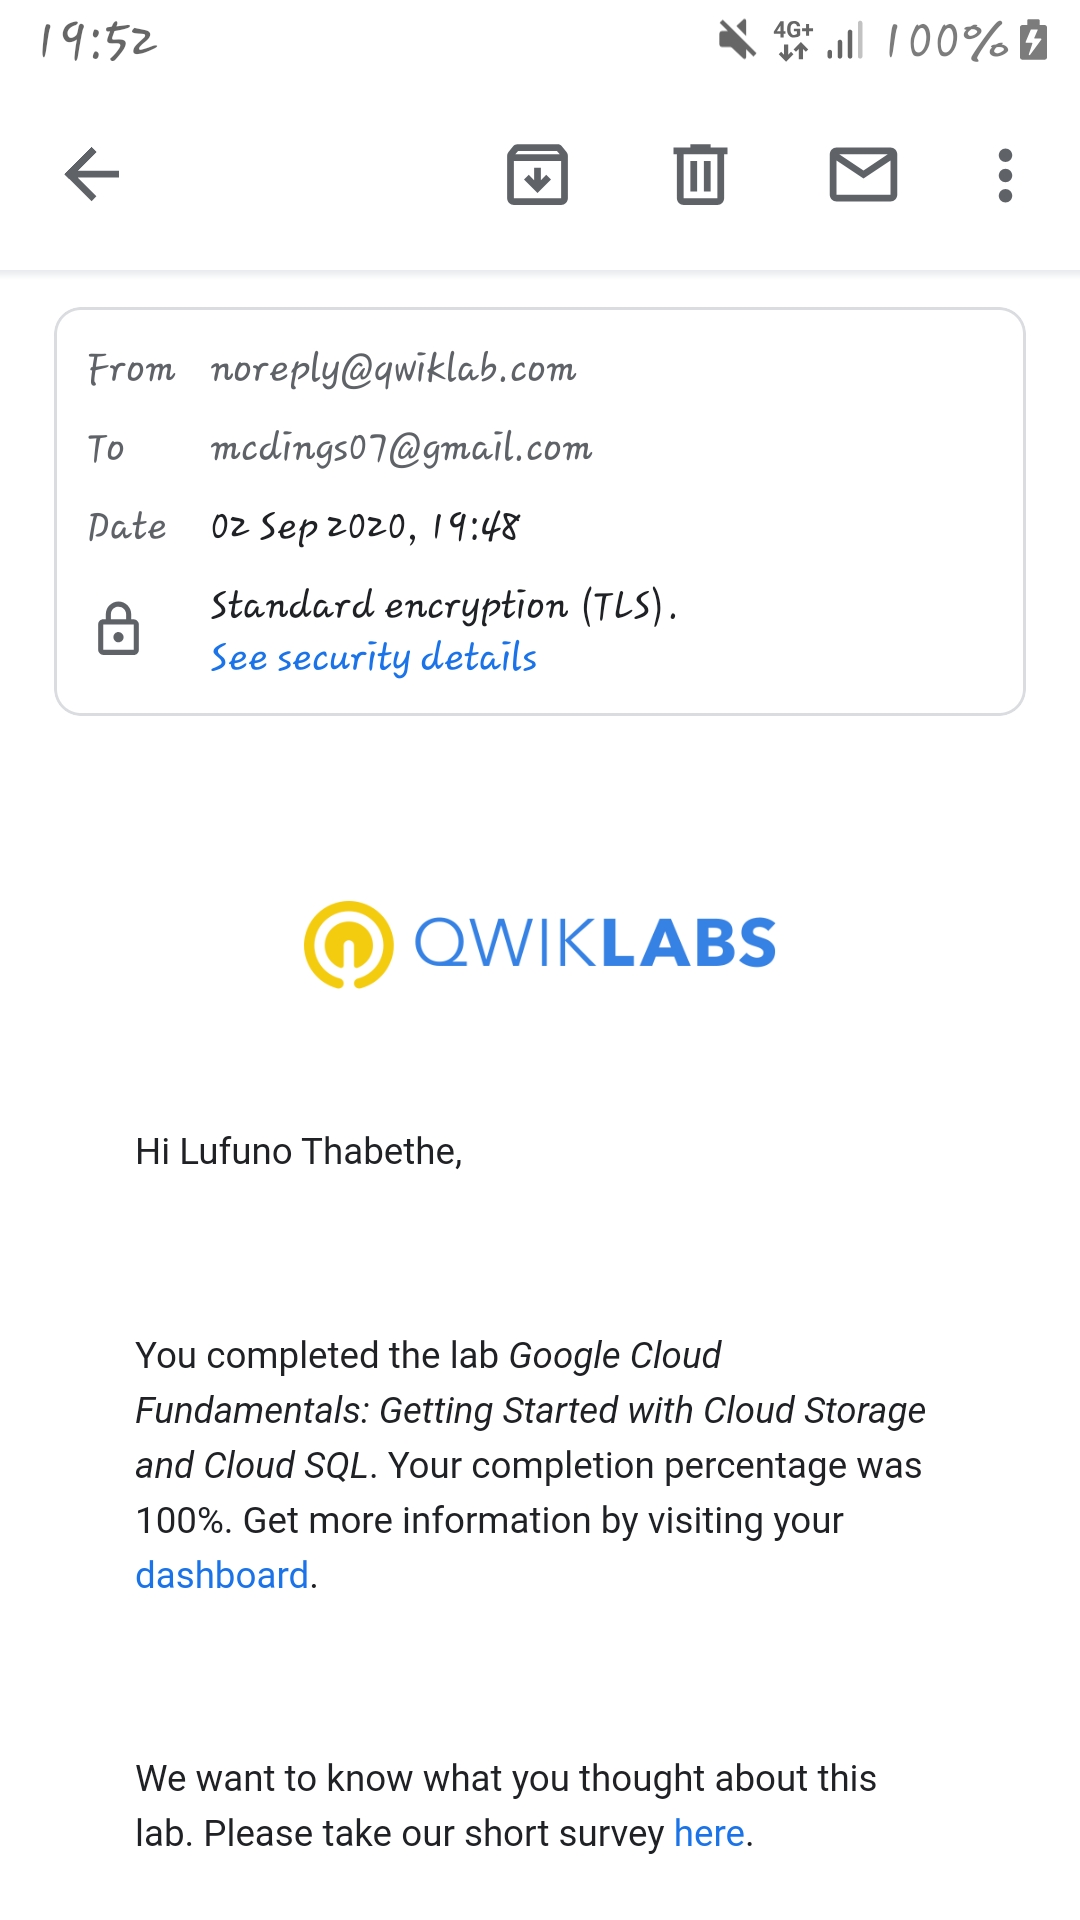 19:52 4G+ 100%
From noreply@qwiklab.com
To mcdings07@gmail.com
Date 02 Sep 2020, 19:48
Standard encryption (TLS).
See security details
QWIKLABS
Hi Lufuno Thabethe,
You completed the lab Google Cloud
Fundamentals: Getting Started with Cloud Storage
and Cloud SQL. Your completion percentage was
100%. Get more information by visiting your
dashboard.
We want to know what you thought about this
lab. Please take our short survey here.